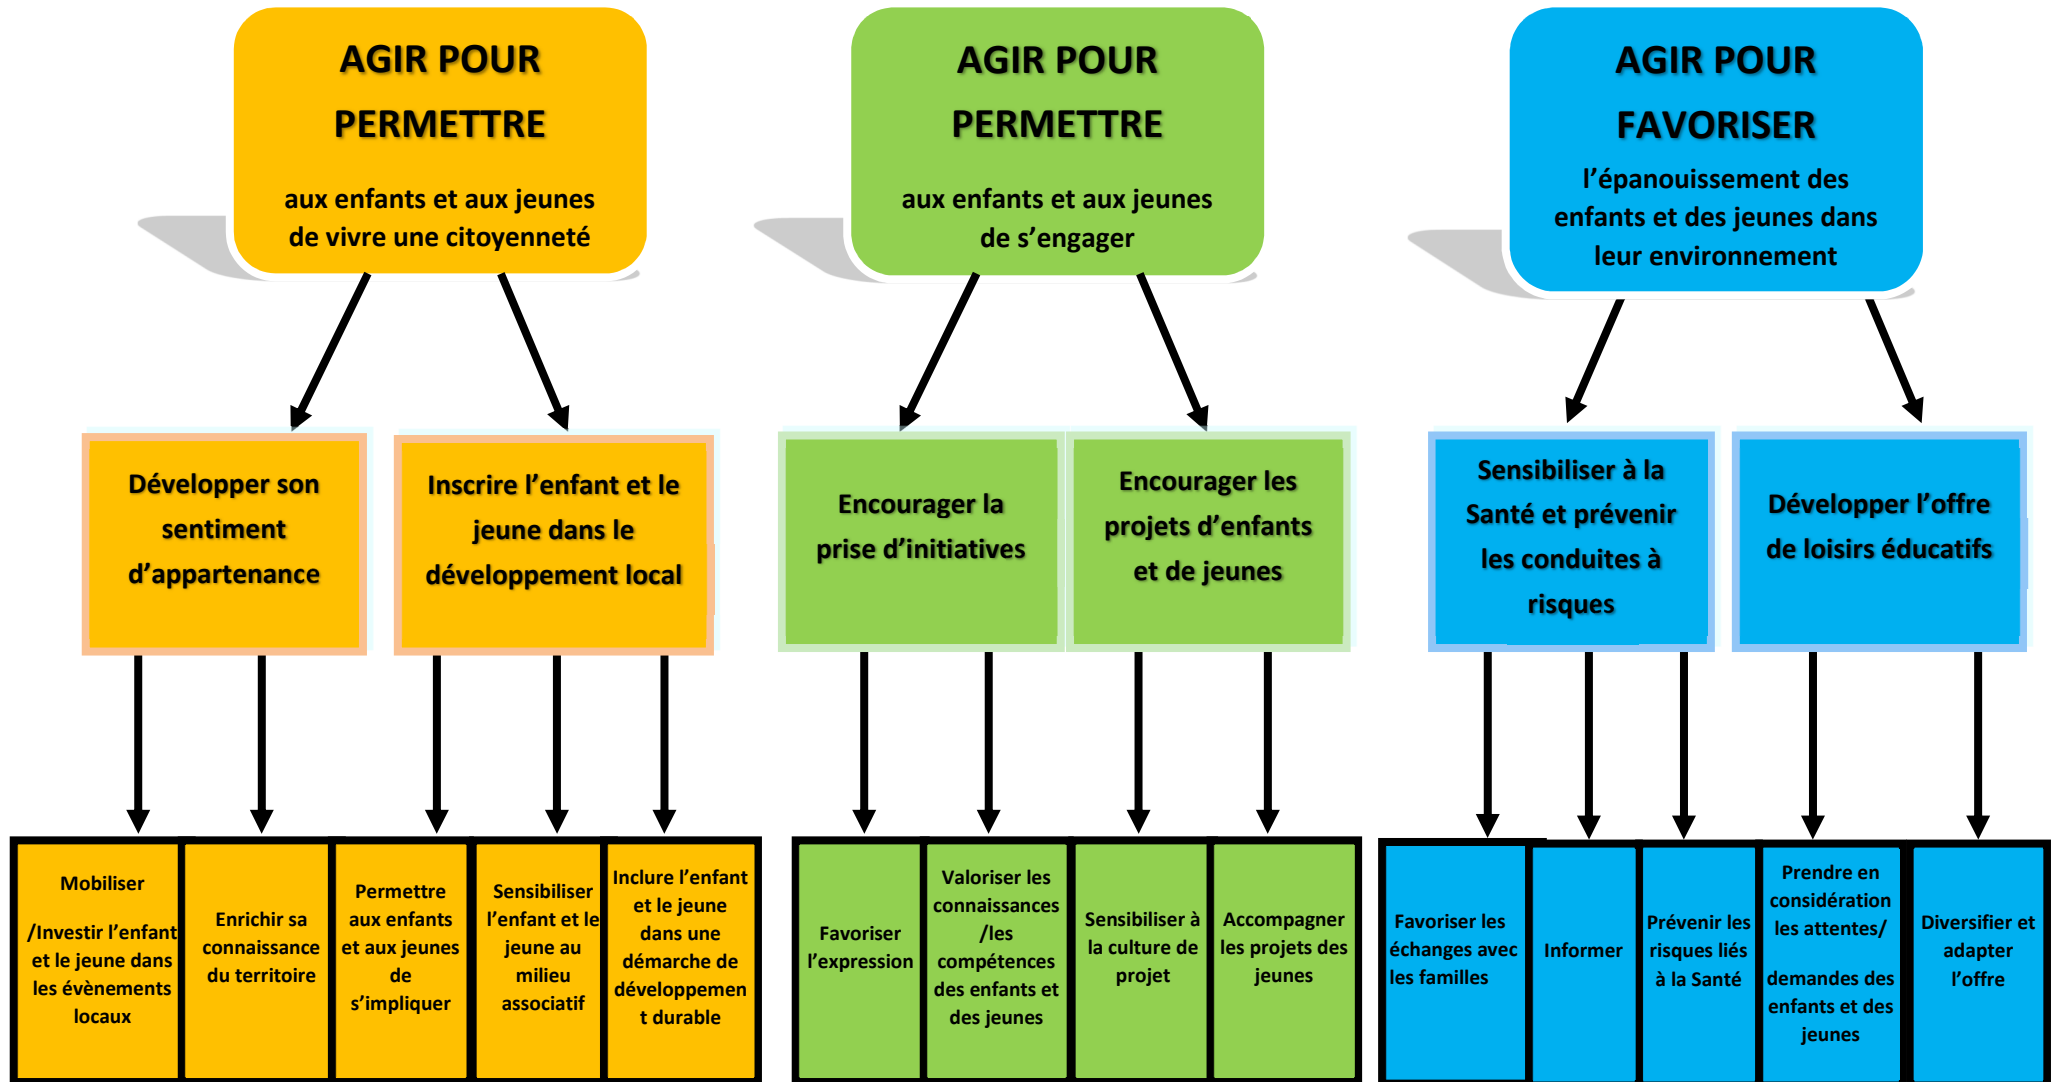 AGIR POUR
PERMETTRE
aux enfants et aux jeunes
de vivre une citoyenneté
AGIR POUR
PERMETTRE
aux enfants et aux jeunes
de s’engager
AGIR POUR
FAVORISER
l’épanouissement des
enfants et des jeunes dans
leur environnement
Développer son
sentiment
d’appartenance
Inscrire l’enfant et le
jeune dans le
développement local
Encourager la
prise d’initiatives
Encourager les
projets d’enfants
et de jeunes
Sensibiliser à la
Santé et prévenir
les conduites à
risques
Développer l’offre
de loisirs éducatifs
Mobiliser
/Investir l’enfant
et le jeune dans
les évènements
locaux
Enrichir sa
connaissance
du territoire
Permettre
aux enfants
et aux jeunes
de
s’impliquer
Sensibiliser
l’enfant et le
jeune au
milieu
associatif
Inclure l’enfant
et le jeune
dans une
démarche de
développemen
t durable
Favoriser
l’expression
Valoriser les
connaissances
/les
compétences
des enfants et
des jeunes
Sensibiliser à
la culture de
projet
Accompagner
les projets des
jeunes
Favoriser les
échanges avec
les familles
Informer
Prévenir les
risques liés
à la Santé
Prendre en
considération
les attentes/
demandes des
enfants et des
jeunes
Diversifier et
adapter
l’offre